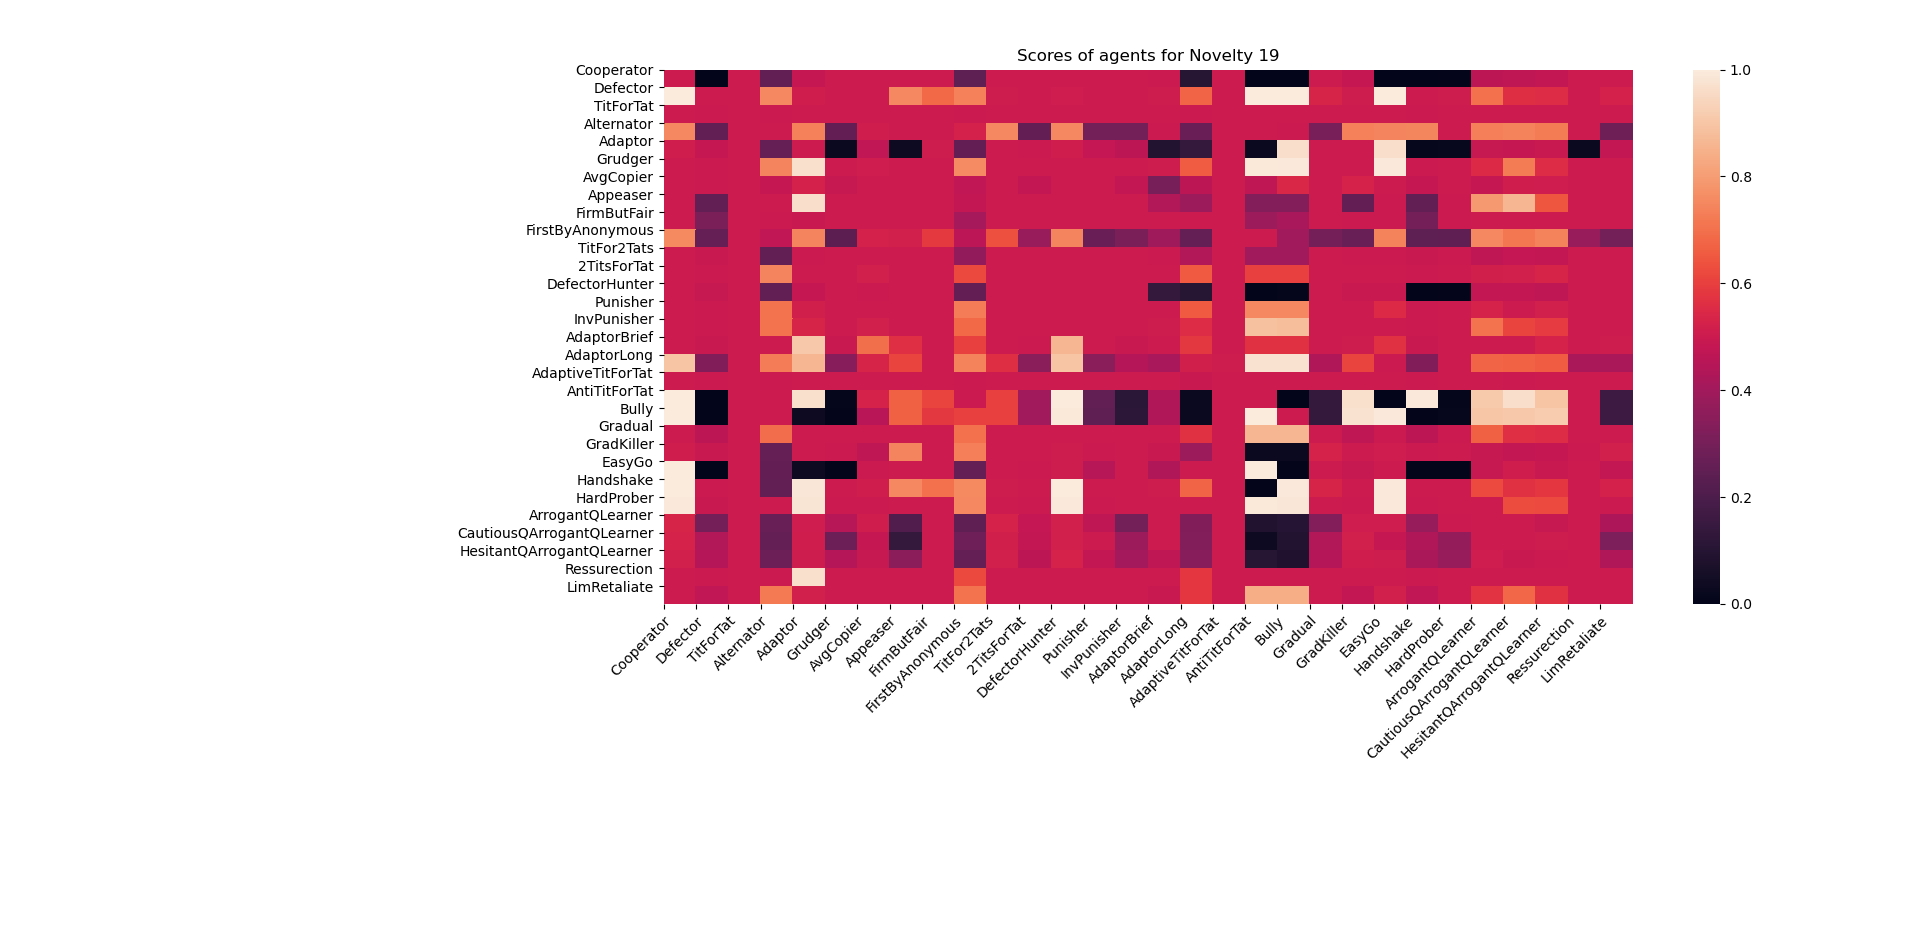 Scores of agents for Novelty 19
Cooperator
Defector
TitForTat
Alternator
Adaptor
Grudger
AvgCopier
Appeaser
FirmButFair
FirstByAnonymous
TitFor2Tats
2TitsForTat
DefectorHunter
Punisher
InvPunisher
AdaptorBrief
AdaptorLong
AdaptiveTitForTat
AntiTitForTat
Bully
Gradual
GradKiller
EasyGo
Handshake
HardProber
ArrogantQLearner
CautiousQArrogantQLearner
HesitantQArrogantQLearner
Ressurection
LimRetaliate
Cooperator
Defector
TitForTat
Alternator
Adaptor
Grudger
AvgCopier
Appeaser
FirmButFair
FirstByAnonymous
TitFor2Tats
2TitsForTat
DefectorHunter
Punisher
InvPunisher
AdaptorBrief
AdaptorLong
AdaptiveTitForTat
AntiTitForTat
Bully
Gradual
GradKiller
EasyGo
Handshake
HardProber
ArrogantQLearner
CautiousQArrogantQLearner
HesitantQArrogantQLearner
Ressurection
LimRetaliate
1.0
0.8
0.6
0.4
0.2
0.0